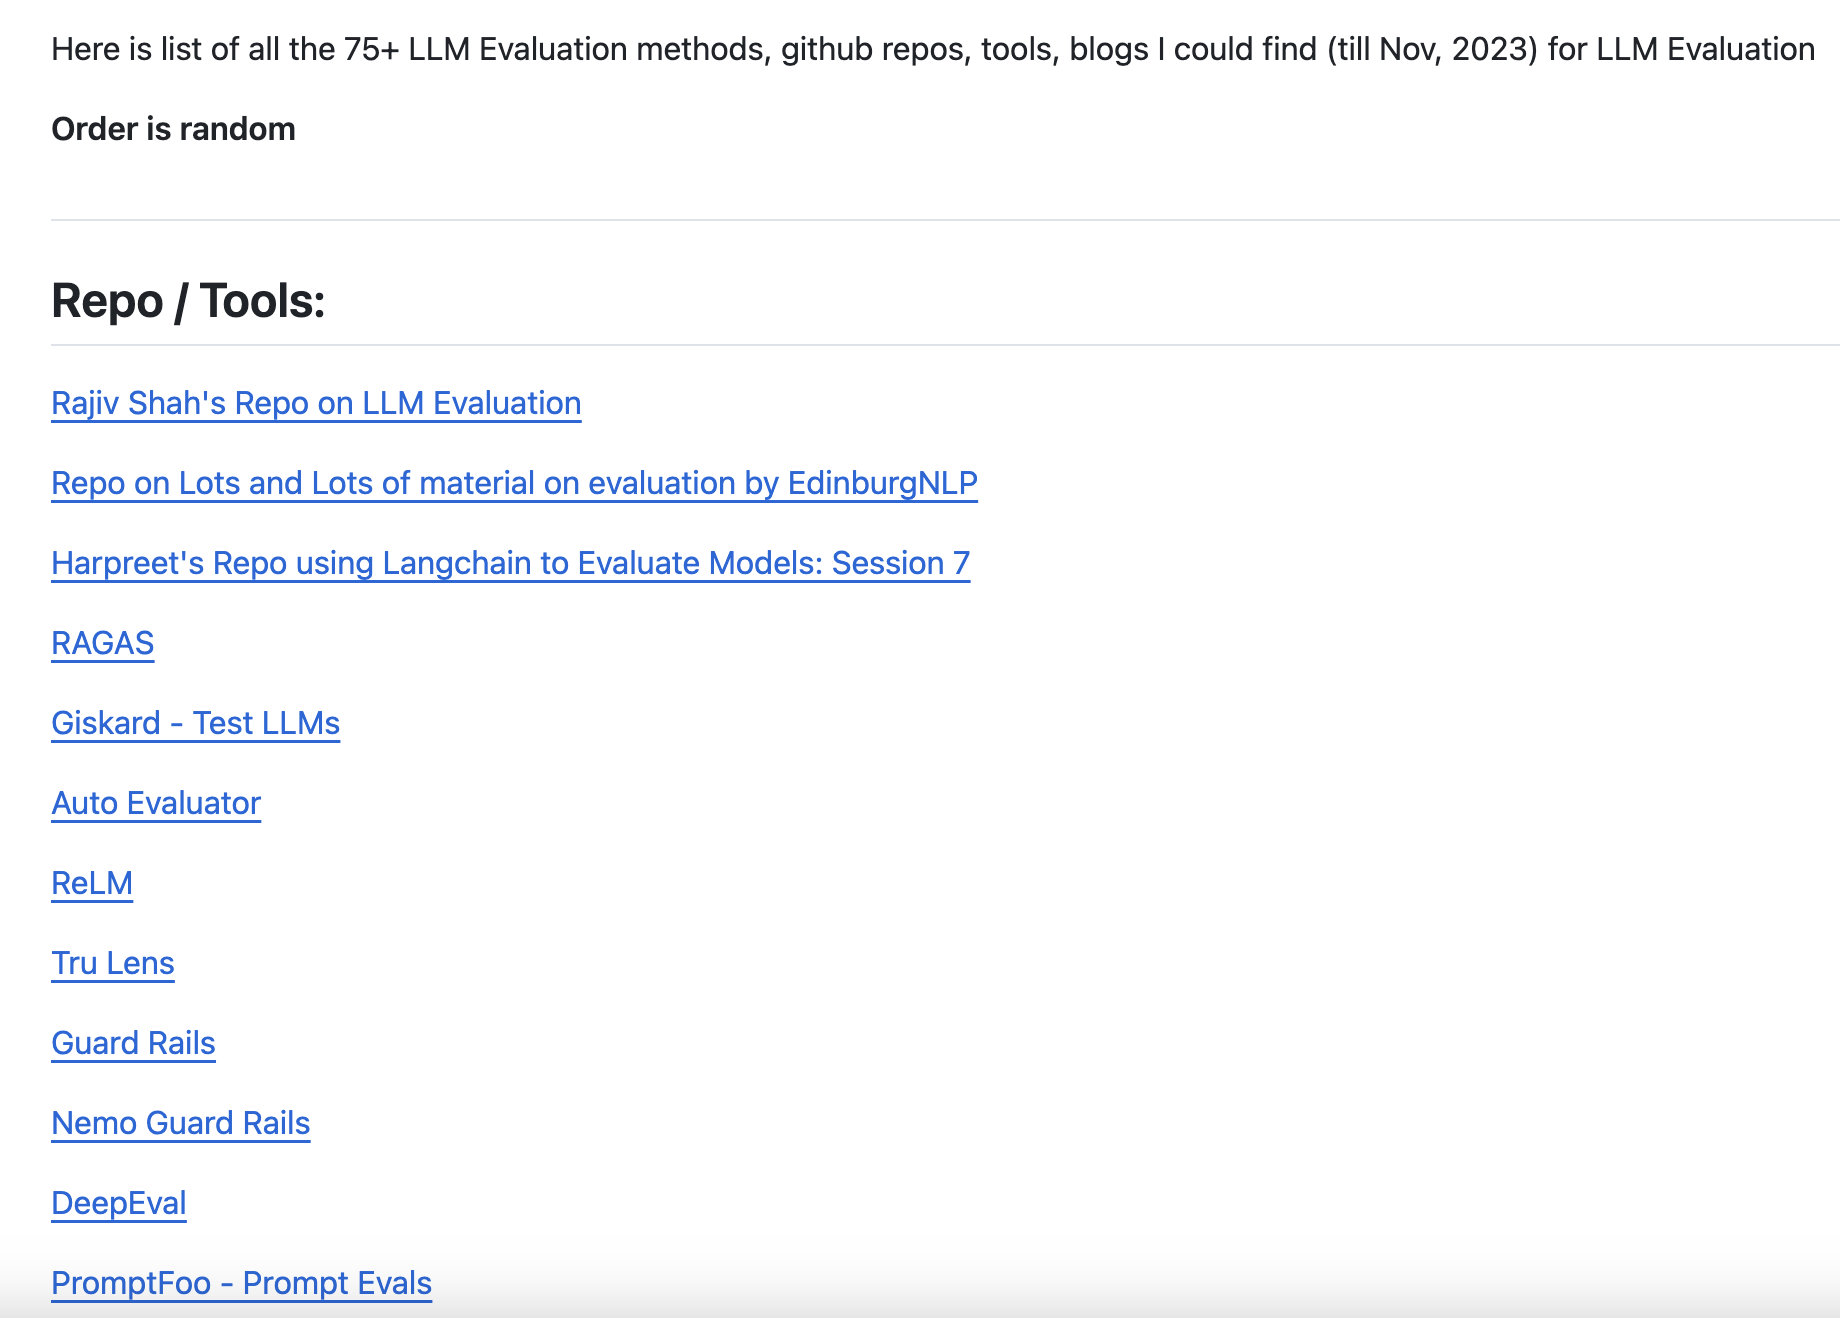 Here is list of all the 75+ LLM Evaluation methods, github repos, tools, blogs I could find (till Nov, 2023) for LLM Evaluation
Order is random
Repo / Tools:
Rajiv Shah's Repo on LLM Evaluation
Repo on Lots and Lots of material on evaluation by EdinburgNLP
Harpreet's Repo using Langchain to Evaluate Models: Session 7
RAGAS
Giskard - Test LLMs
Auto Evaluator
ReLM
Tru Lens
Guard Rails
Nemo Guard Rails
DeepEval
PromptFoo - Prompt Evals